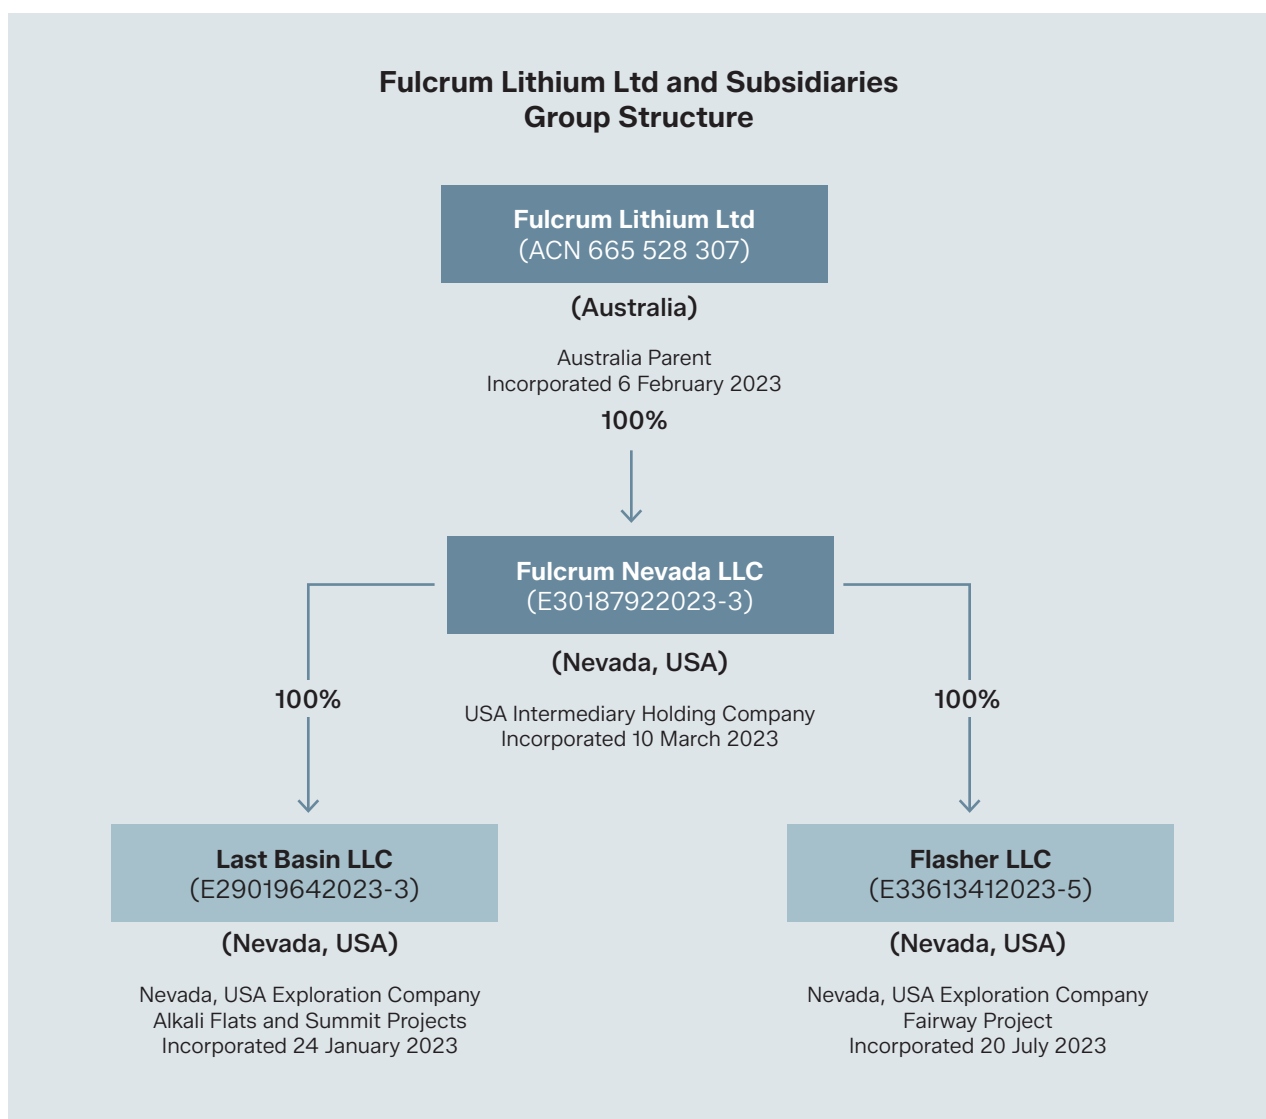 Fulcrum Lithium Ltd and Subsidiaries
Group Structure
Fulcrum Lithium Ltd
(ACN 665 528 307)
(Australia)
Australia Parent
Incorporated 6 February 2023
100%
Fulcrum Nevada LLC
(E30187922023-3)
(Nevada, USA)
USA Intermediary Holding Company
Incorporated 10 March 2023
100%
100%
Last Basin LLC
(E29019642023-3)
(Nevada, USA)
Nevada, USA Exploration Company
Alkali Flats and Summit Projects
Incorporated 24 January 2023
Flasher LLC
(E33613412023-5)
(Nevada, USA)
Nevada, USA Exploration Company
Fairway Project
Incorporated 20 July 2023